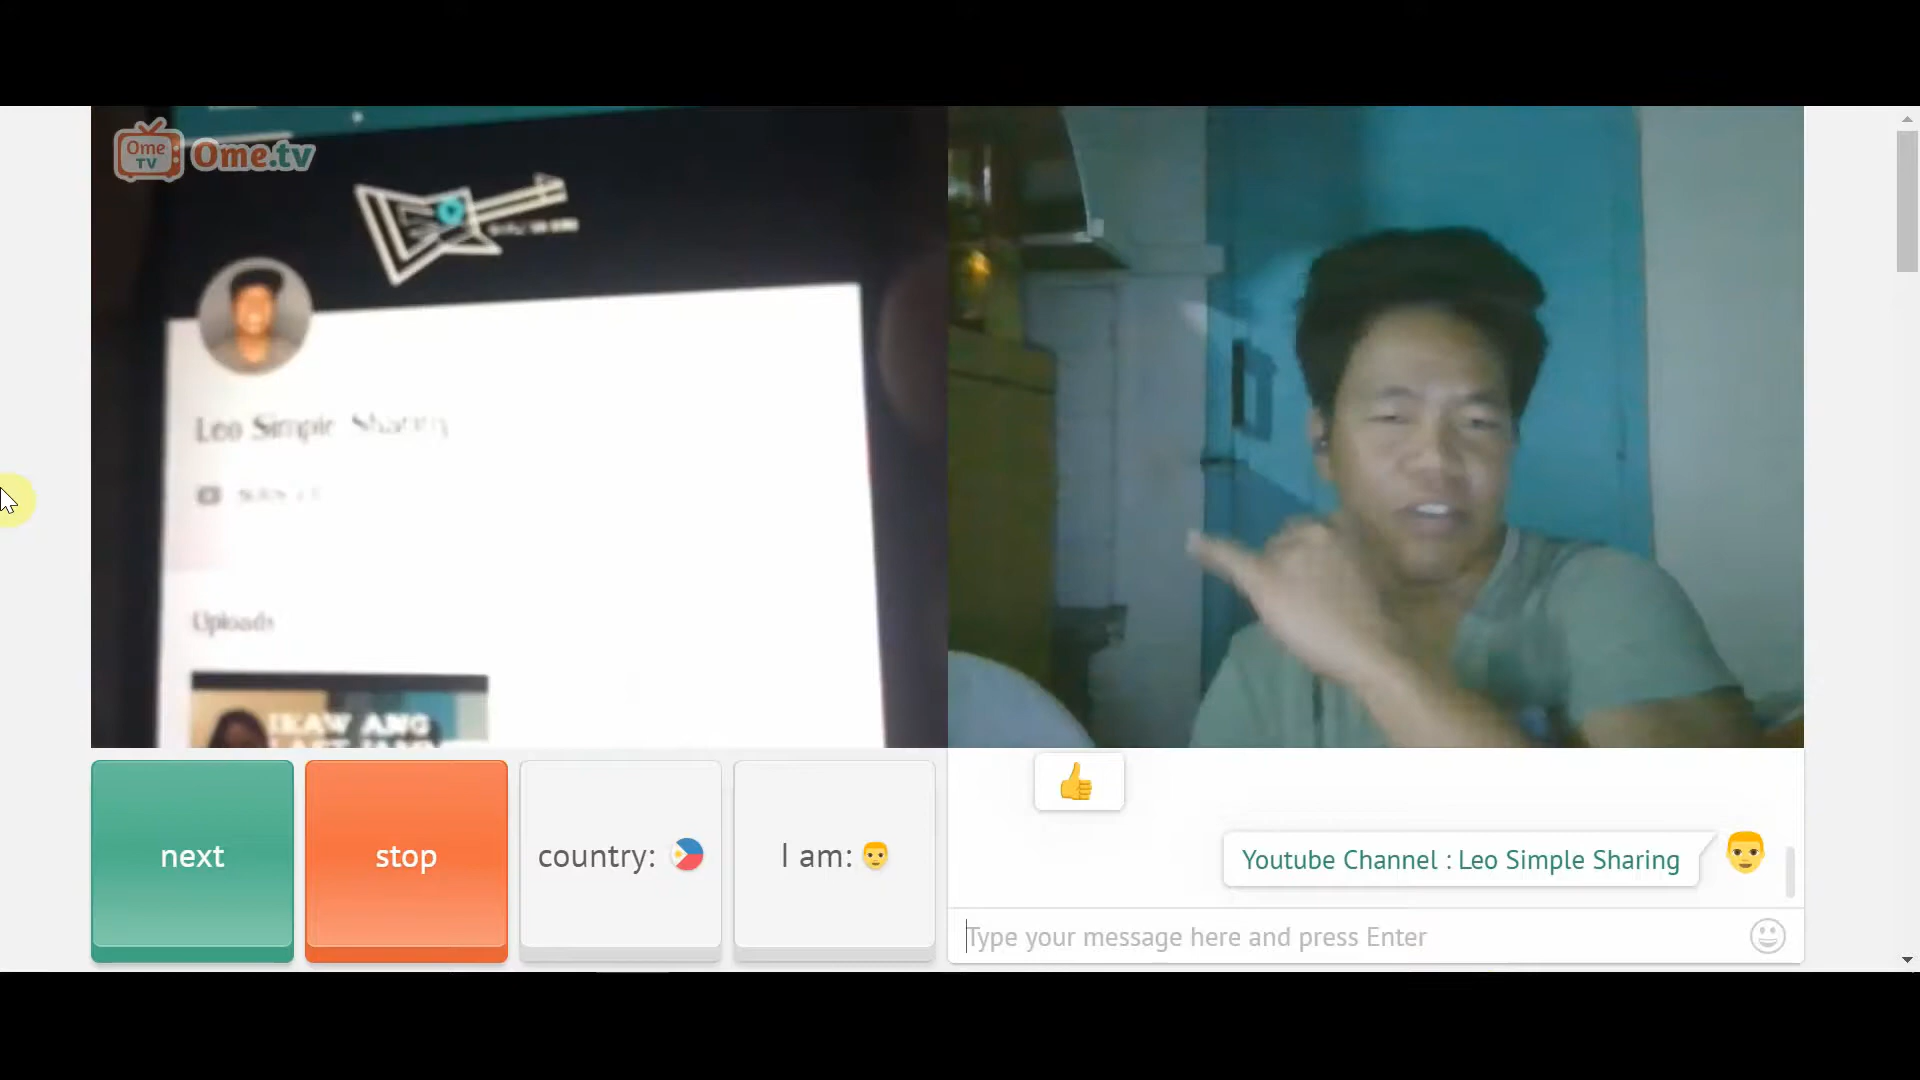 Ome
TV
Ome.tv
Leo Simple Sharing
Uploads
IKAW ANG
next
stop
country:
I am:
Youtube Channel : Leo Simple Sharing
Type your message here and press Enter